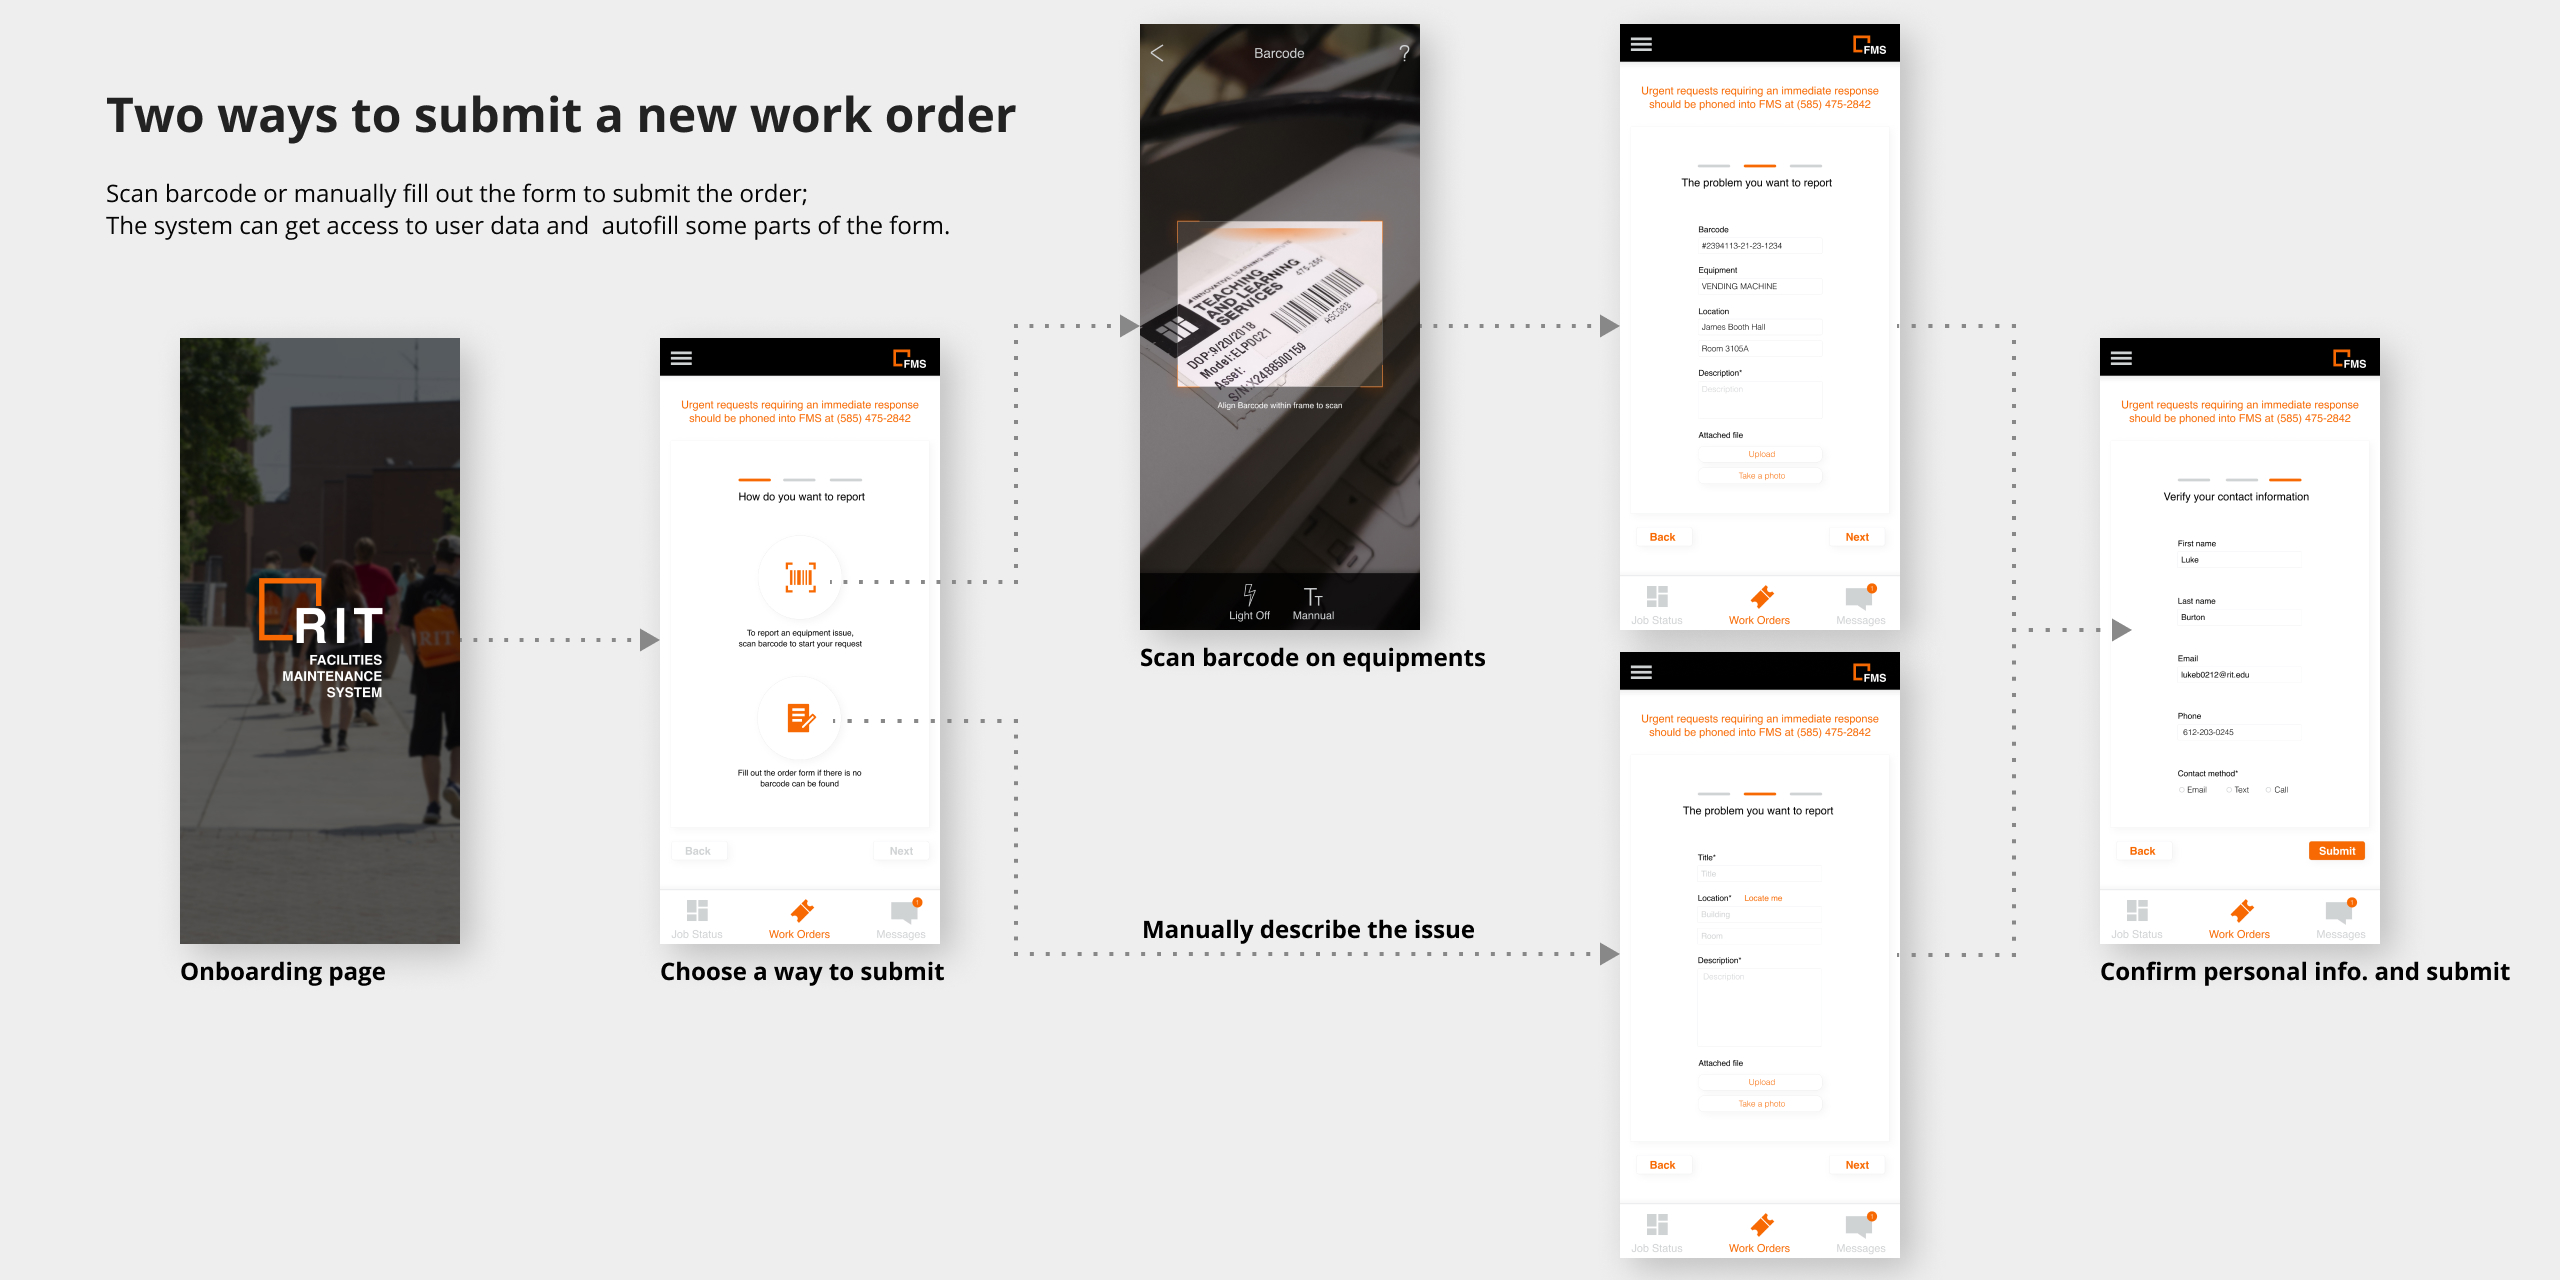 Two ways to submit a new work order
Scan barcode or manually fill out the form to submit the order;
The system can get access to user data and  autofill some parts of the form.
RIT
FACILITIES
MAINTENANCE
SYSTEM
RIT
Onboarding page
FMS
Urgent requests requiring an immediate response
should be phoned into FMS at (585) 475-2842
How do you want to report
To report an equipment issue,
scan barcode to start your request
Fill out the order form if there is no
barcode can be found
Back
Next
Job Status
Work Orders
Messages
Choose a way to submit
Barcode
?
INNOVATIVE LEARNING INSTITUTE
TEACHING
AND LEARNING
SERVICES
DOP:9/20/2018
Model:ELPDC21
Asset:
S/N:X24B8500159
Align Barcode within frame to scan
Light Off
TT
Mannual
Scan barcode on equipments
FMS
Urgent requests requiring an immediate response
should be phoned into FMS at (585) 475-2842
The problem you want to report
Barcode
#2394113-21-23-1234
Equipment
VENDING MACHINE
Location
James Booth Hall
Room 3105A
Description*
Description
Attached file
Upload
Take a photo
Back
Next
Job Status
Work Orders
Messages
Manually describe the issue
FMS
Urgent requests requiring an immediate response
should be phoned into FMS at (585) 475-2842
The problem you want to report
Title*
Title
Location* Locate me
Building
Room
Description*
Description
Attached file
Upload
Take a photo
Back
Next
Job Status
Work Orders
Messages
FMS
Urgent requests requiring an immediate response
should be phoned into FMS at (585) 475-2842
Verify your contact information
First name
Luke
Last name
Burton
Email
lukeb0212@rit.edu
Phone
612-203-0245
Contact method*
Email
Text
Call
Back
Submit
Job Status
Work Orders
Messages
Confirm personal info. and submit